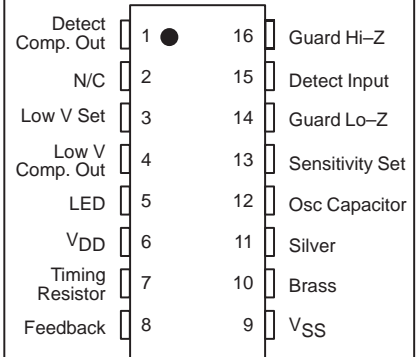 Detect
Comp. Out 1 16 Guard Hi–Z
N/C 2 15 Detect Input
Low V Set 3 14 Guard Lo–Z
Low V
Comp. Out 4 13 Sensitivity Set
LED 5 12 Osc Capacitor
VDD 6 11 Silver
Timing
Resistor 7 10 Brass
Feedback 8 9 VSS